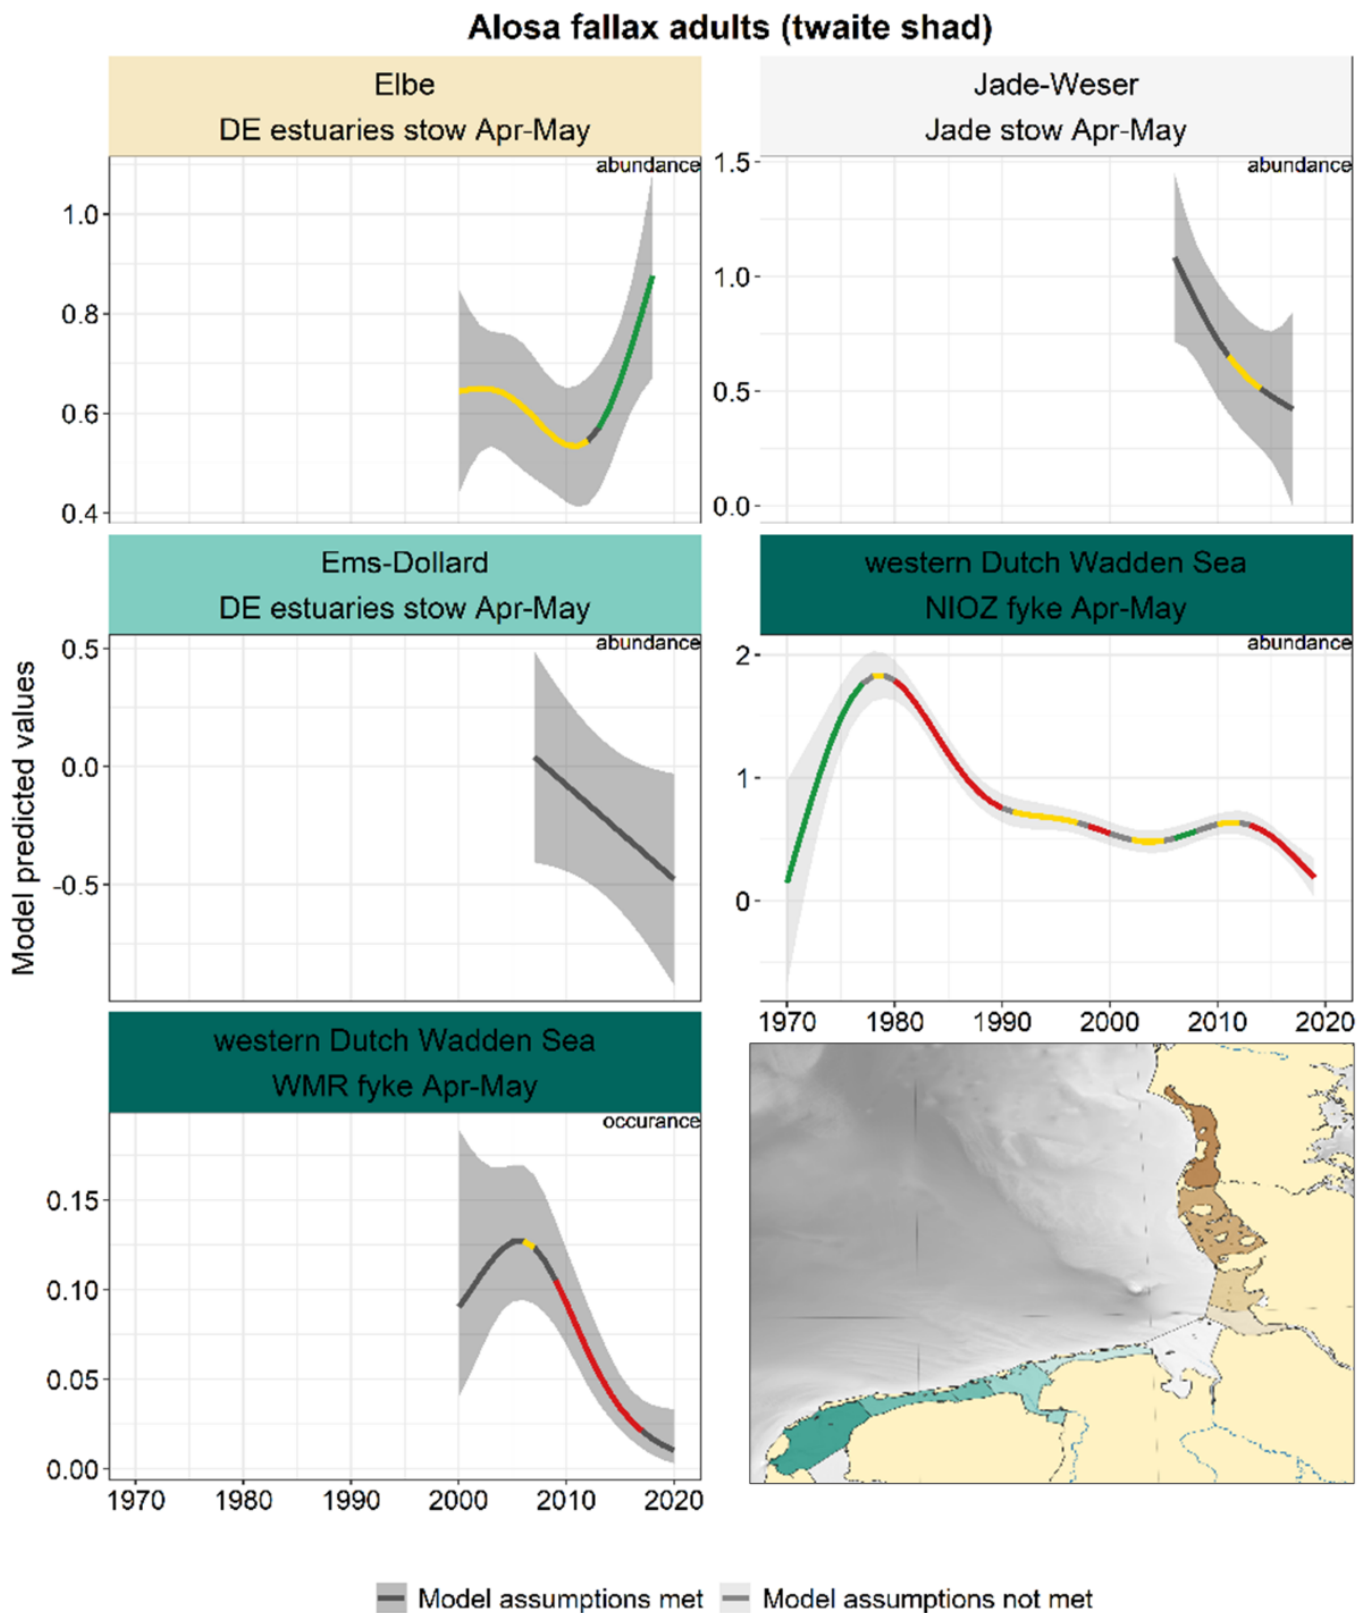 Alosa fallax adults (twaite shad)
Elbe
DE estuaries stow Apr-May
abundance
1.0
0.8
0.6
0.4
Jade-Weser
Jade stow Apr-May
abundance
1.5
1.0
0.5
0.0
Ems-Dollard
DE estuaries stow Apr-May
abundance
0.5
0.0
-0.5
western Dutch Wadden Sea
NIOZ fyke Apr-May
abundance
2
1
0
1970 1980 1990 2000 2010 2020
western Dutch Wadden Sea
WMR fyke Apr-May
occurance
0.15
0.10
0.05
0.00
1970 1980 1990 2000 2010 2020
Model predicted values
Model assumptions met
Model assumptions not met